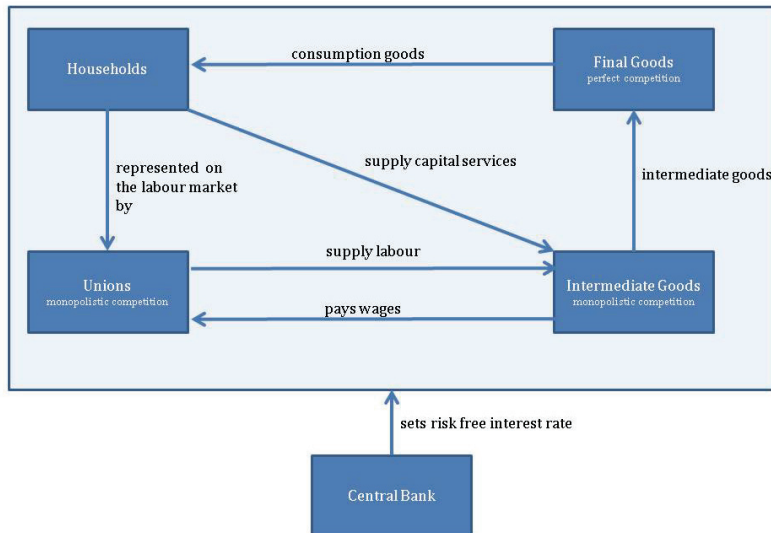 consumption goods
Households
Final Goods
perfect competition
supply capital services
represented on
the labour market
by
intermediate goods
supply labour
Unions
monopolistic competition
Intermediate Goods
monopolistic competition
pays wages
sets risk free interest rate
Central Bank